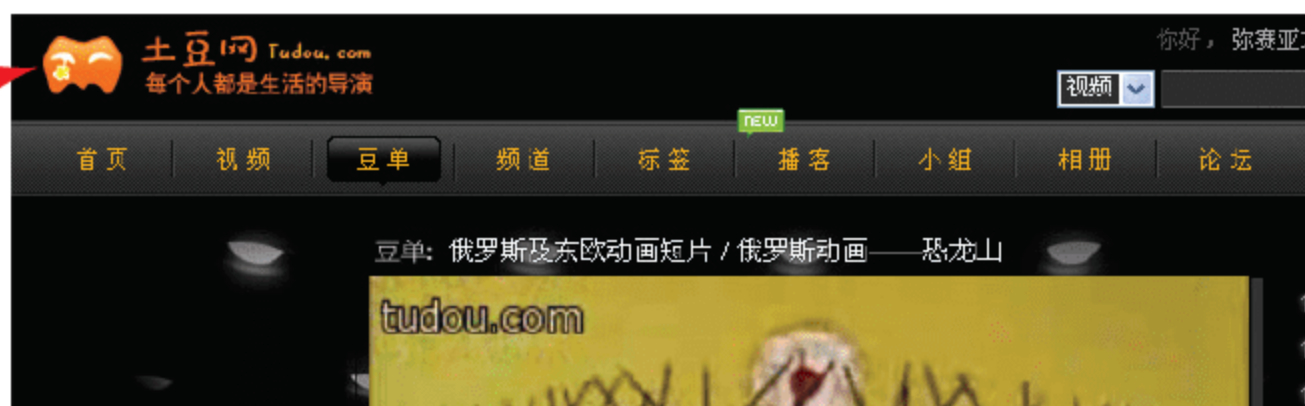 土豆网 Tudou.com
每个人都是生活的导演
你好，弥赛亚
视频
NEW
首页 视频 豆单 频道 标签 播客 小组 相册 论坛
豆单: 俄罗斯及东欧动画短片 / 俄罗斯动画——恐龙山
tudou.com